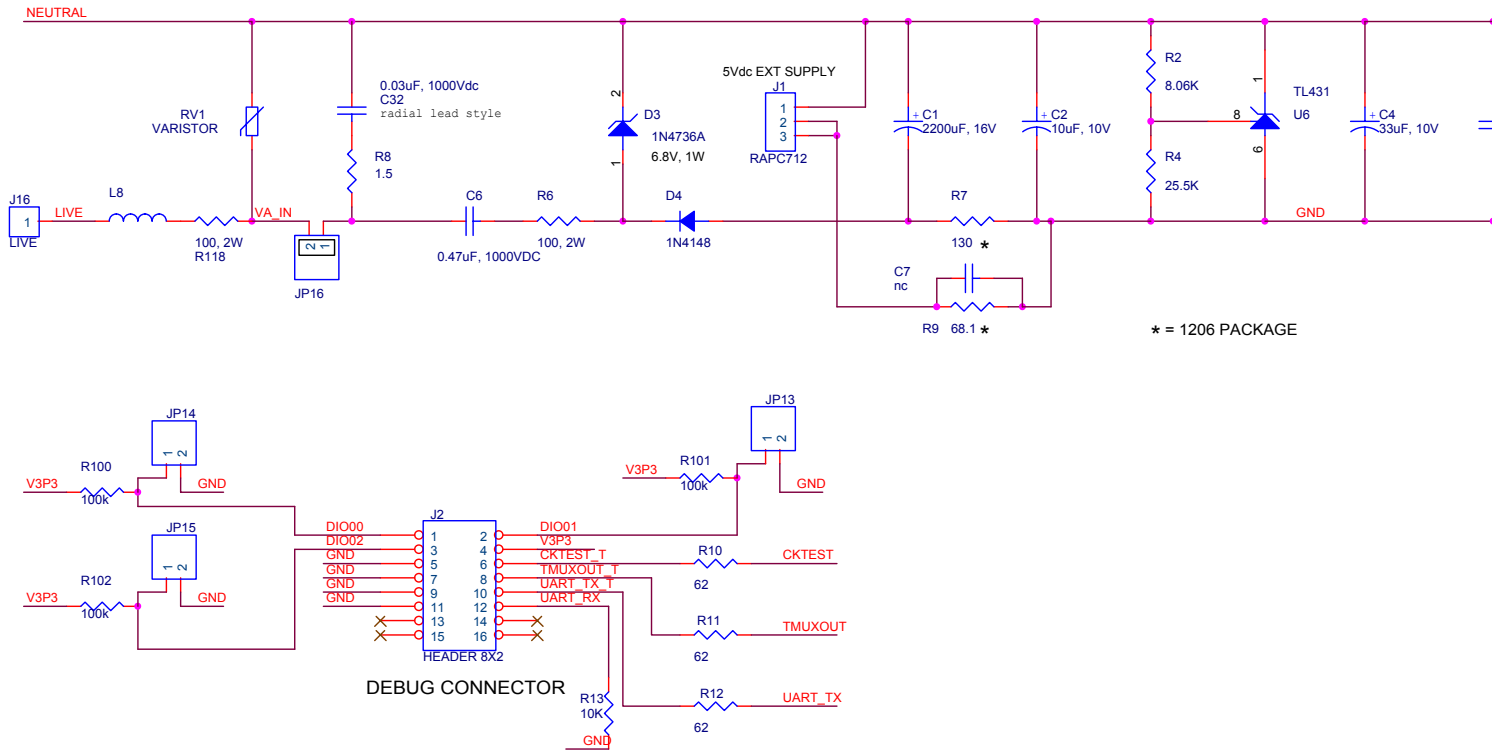 NEUTRAL
5Vdc EXT SUPPLY
J1
1
2
3
RAPC712
RV1
VARISTOR
0.03uF, 1000Vdc
C32
radial lead style
R8
1.5
2
D3
1N4736A
6.8V, 1W
1
+ C1
2200uF, 16V
+ C2
10uF, 10V
R2
8.06K
R4
25.5K
1
TL431
8
U6
6
+ C4
33uF, 10V
J16
1
LIVE
LIVE
L8
100, 2W
R118
VA_IN
2 1
JP16
C6
0.47uF, 1000VDC
R6
100, 2W
D4
1N4148
R7
130 *
GND
C7
nc
R9 68.1 *
* = 1206 PACKAGE
JP14
1 2
R100
V3P3
100k
GND
JP13
1 2
R101
V3P3
100k
GND
JP15
1 2
R102
V3P3
100k
GND
J2
DIO00 1 2 DIO01
DIO02 3 4 V3P3
GND 5 6 CKTEST_T
GND 7 8 TMUXOUT_T
GND 9 10 UART_TX_T
GND 11 12 UART_RX
13 14
15 16
HEADER 8X2
DEBUG CONNECTOR
R10
62
CKTEST
R11
62
TMUXOUT
R12
62
UART_TX
R13
10K
GND